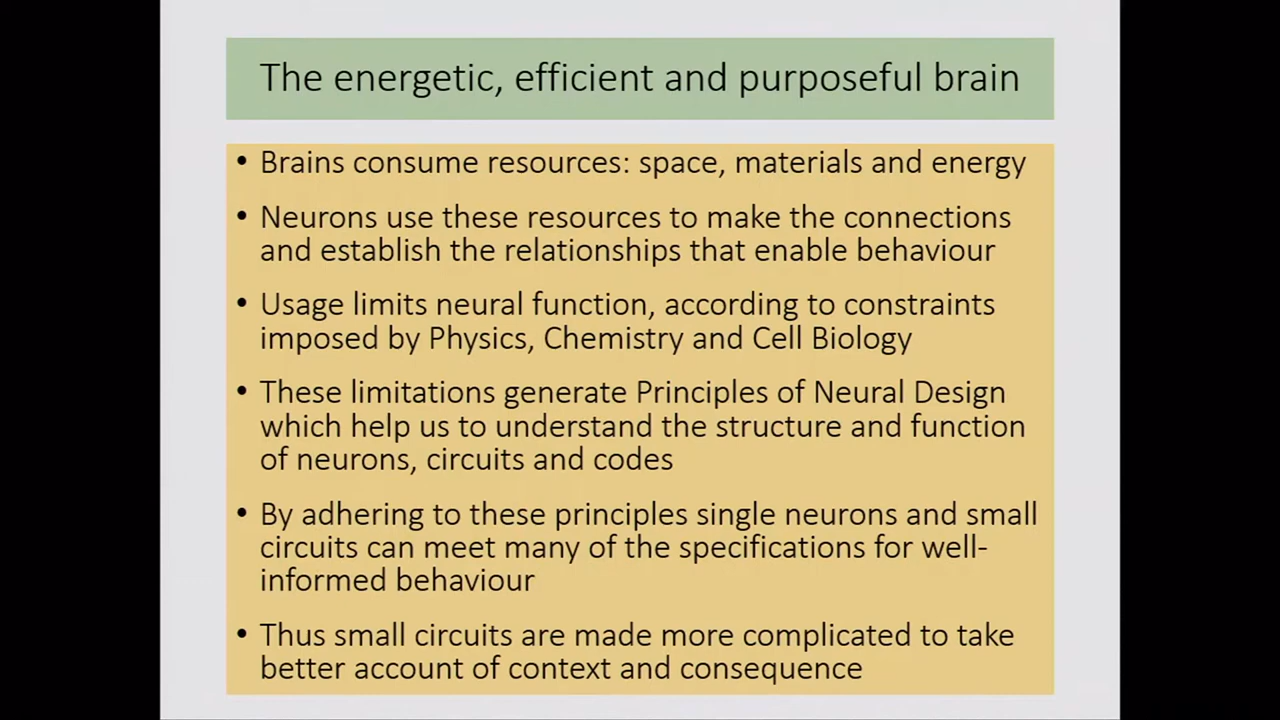 The energetic, efficient and purposeful brain
• Brains consume resources: space, materials and energy
• Neurons use these resources to make the connections
and establish the relationships that enable behaviour
• Usage limits neural function, according to constraints
imposed by Physics, Chemistry and Cell Biology
• These limitations generate Principles of Neural Design
which help us to understand the structure and function
of neurons, circuits and codes
• By adhering to these principles single neurons and small
circuits can meet many of the specifications for well-
informed behaviour
• Thus small circuits are made more complicated to take
better account of context and consequence